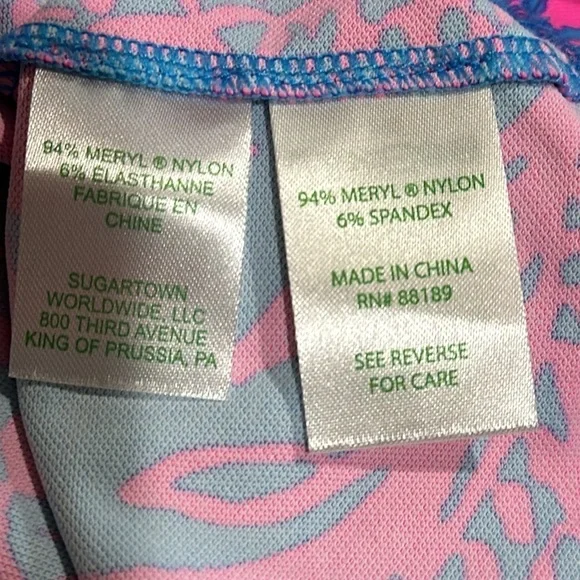 94% MERYL ® NYLON
6% ÉLASTHANNE
FABRIQUE EN
CHINE
SUGARTOWN
WORLDWIDE, LLC
800 THIRD AVENUE
KING OF PRUSSIA, PA
94% MERYL ® NYLON
6% SPANDEX
MADE IN CHINA
RN# 88189
SEE REVERSE
FOR CARE